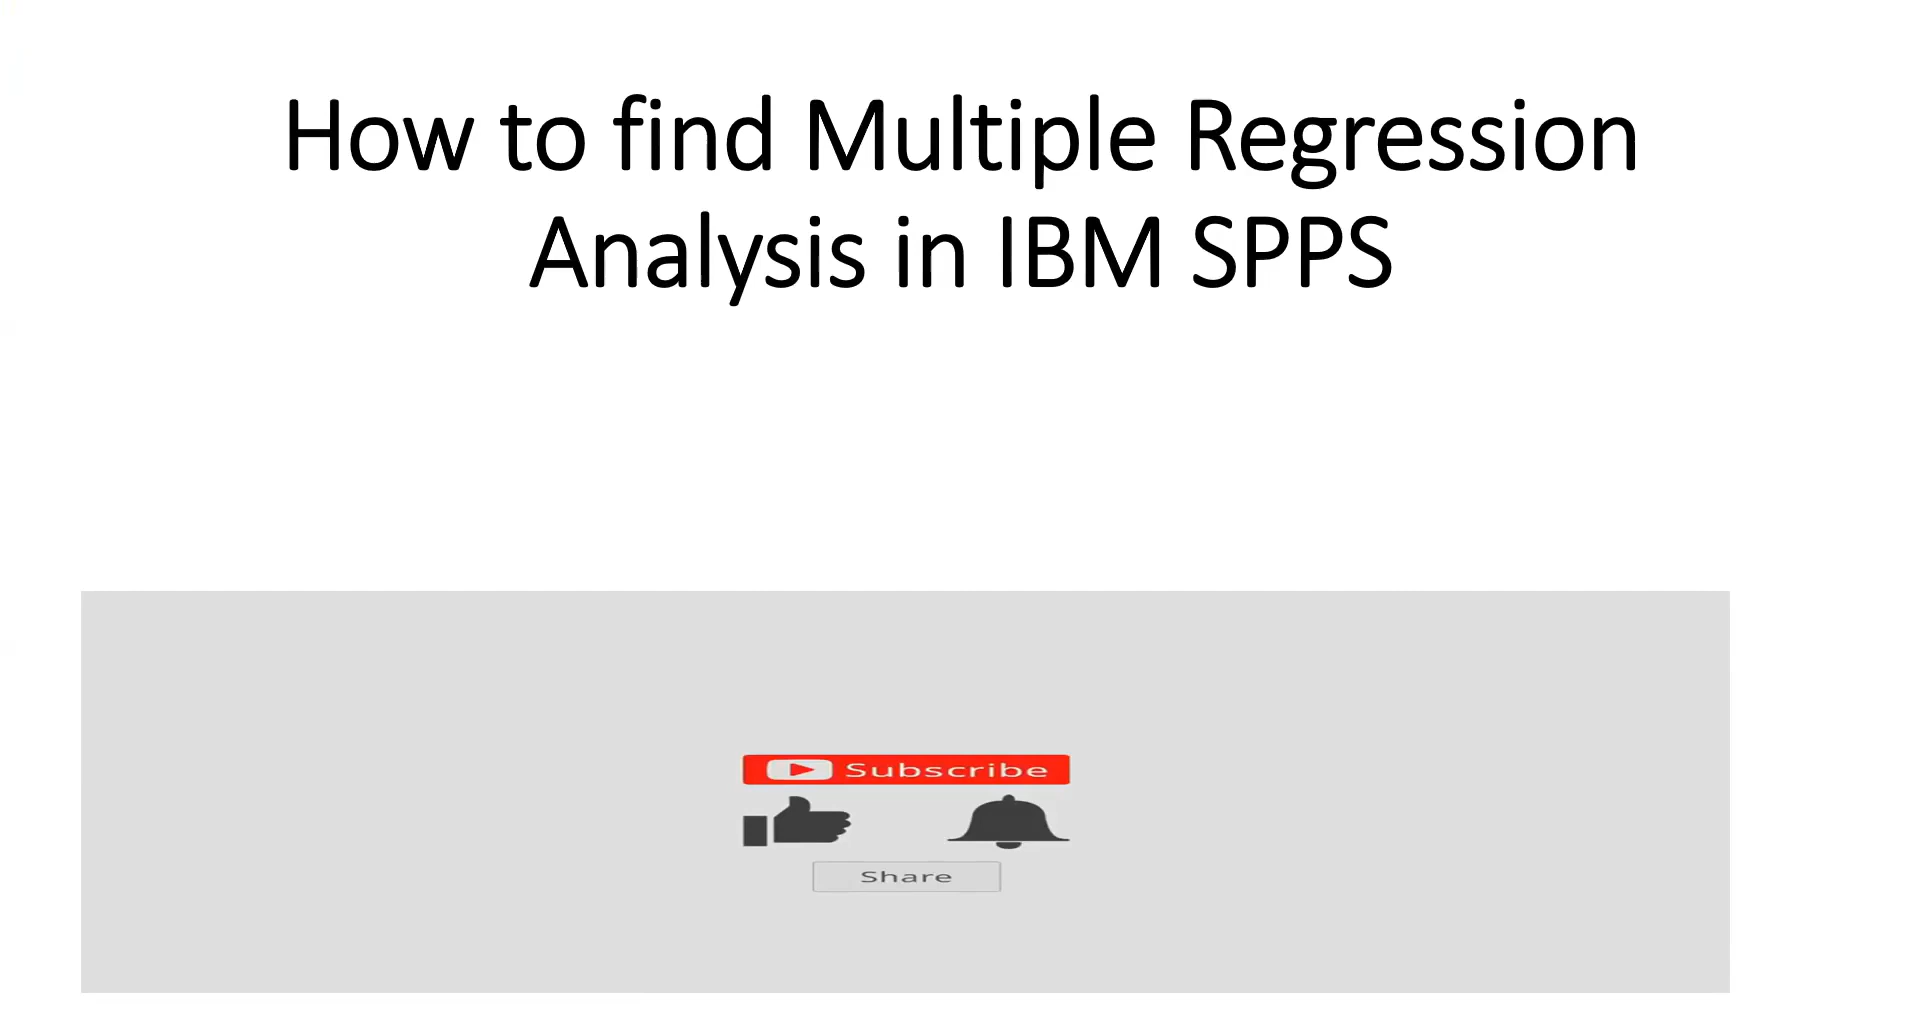 How to find Multiple Regression
Analysis in IBM SPPS
Subscribe
Share